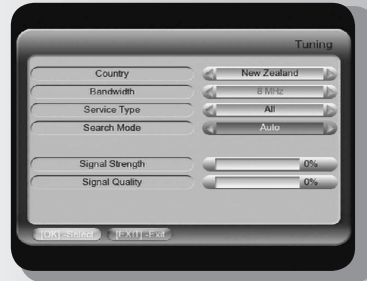 Tuning
Country New Zealand
Bandwidth 8 MHz
Service Type All
Search Mode Auto
Signal Strength 0%
Signal Quality 0%
[OK] -Select [EXIT] -Exit